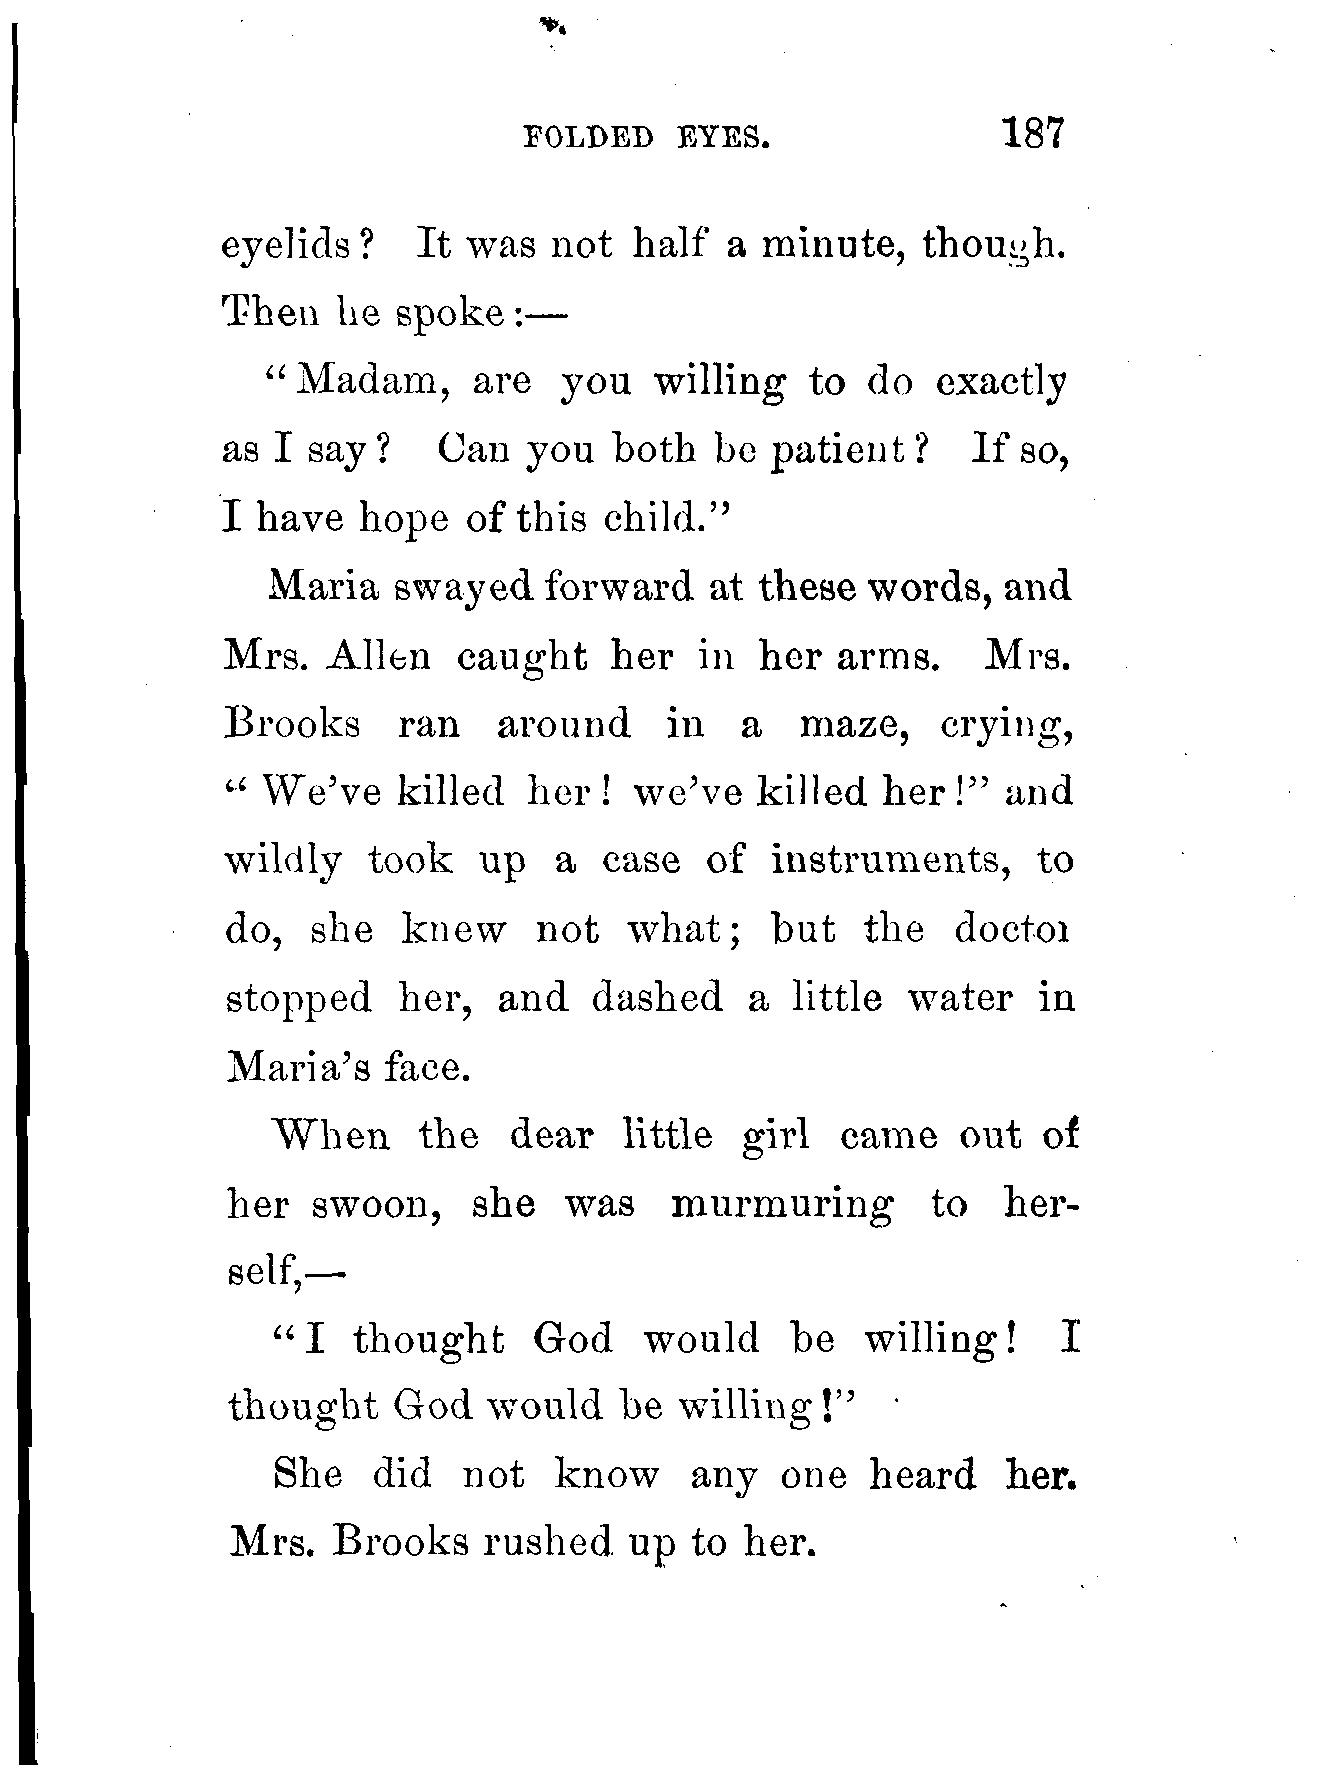 FOLDED EYES. 187
eyelids? It was not half a minute, though.
Then he spoke:—
"Madam, are you willing to do exactly
as I say? Can you both be patient? If so,
I have hope of this child."
Maria swayed forward at these words, and
Mrs. Allen caught her in her arms. Mrs.
Brooks ran around in a maze, crying,
"We've killed her! we've killed her!" and
wildly took up a case of instruments, to
do, she knew not what; but the doctor
stopped her, and dashed a little water in
Maria's face.
When the dear little girl came out of
her swoon, she was murmuring to her-
self,—
"I thought God would be willing! I
thought God would be willing!"
She did not know any one heard her.
Mrs. Brooks rushed up to her.